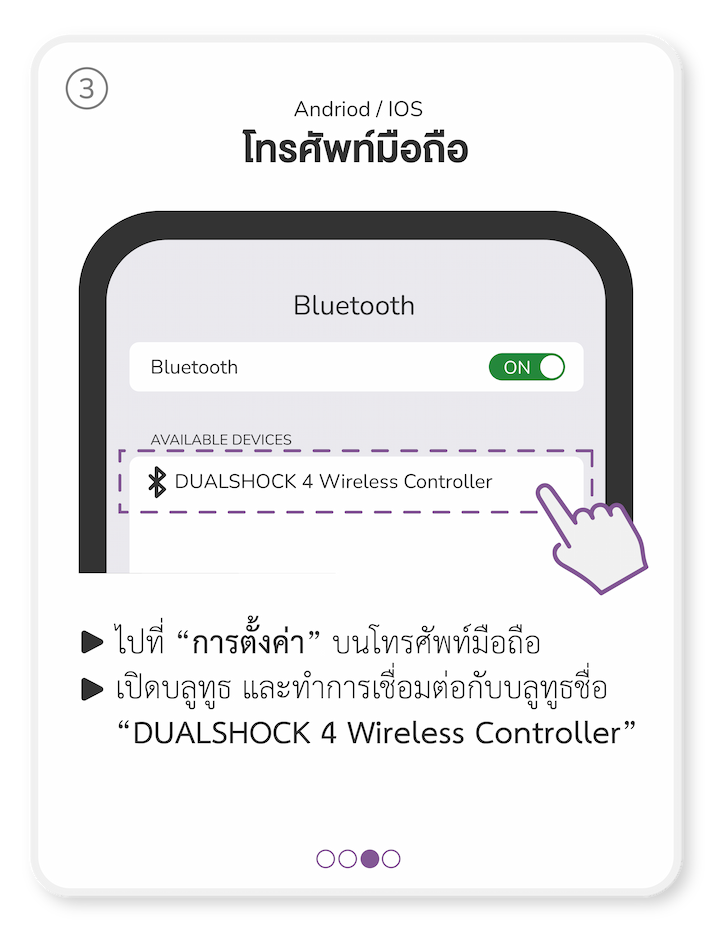 3
Andriod / IOS
โทรศัพท์มือถือ
Bluetooth
Bluetooth
ON
AVAILABLE DEVICES
DUALSHOCK 4 Wireless Controller
ไปที่ “การตั้งค่า” บนโทรศัพท์มือถือ
เปิดบลูทูธ และทำการเชื่อมต่อกับบลูทูธชื่อ
“DUALSHOCK 4 Wireless Controller”